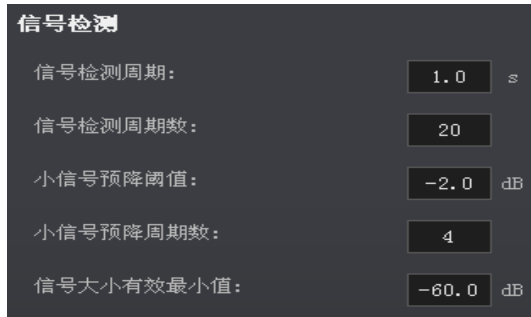 信号检测
信号检测周期: 1.0 s
信号检测周期数: 20
小信号预降阈值: -2.0 dB
小信号预降周期数: 4
信号大小有效最小值: -60.0 dB